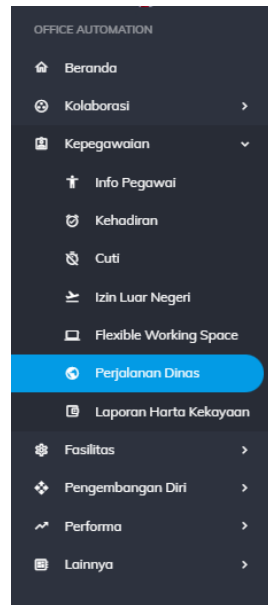 OFFICE AUTOMATION
Beranda
Kolaborasi
Kepegawaian
Info Pegawai
Kehadiran
Cuti
Izin Luar Negeri
Flexible Working Space
Perjalanan Dinas
Laporan Harta Kekayaan
Fasilitas
Pengembangan Diri
Performa
Lainnya